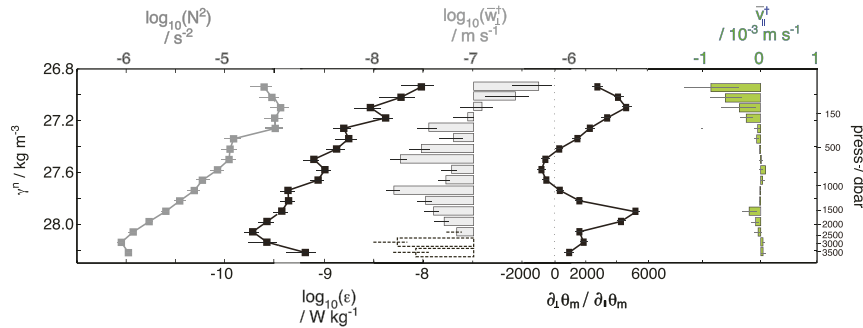 log10(N²) / s⁻²
log10(w̅⊥†) / m s⁻¹
v̅∥† / 10⁻³ m s⁻¹
-6 -5 -8 -7 -6 -1 0 1
26.8
27.2
27.6
28.0
γⁿ / kg m⁻³
150
500
1000
1500
2000
2500
3000
3500
press· / dbar
-10 -9 -8 -2000 0 2000 4000 6000
log10(ε) / W kg⁻¹
∂⊥θm / ∂∥θm